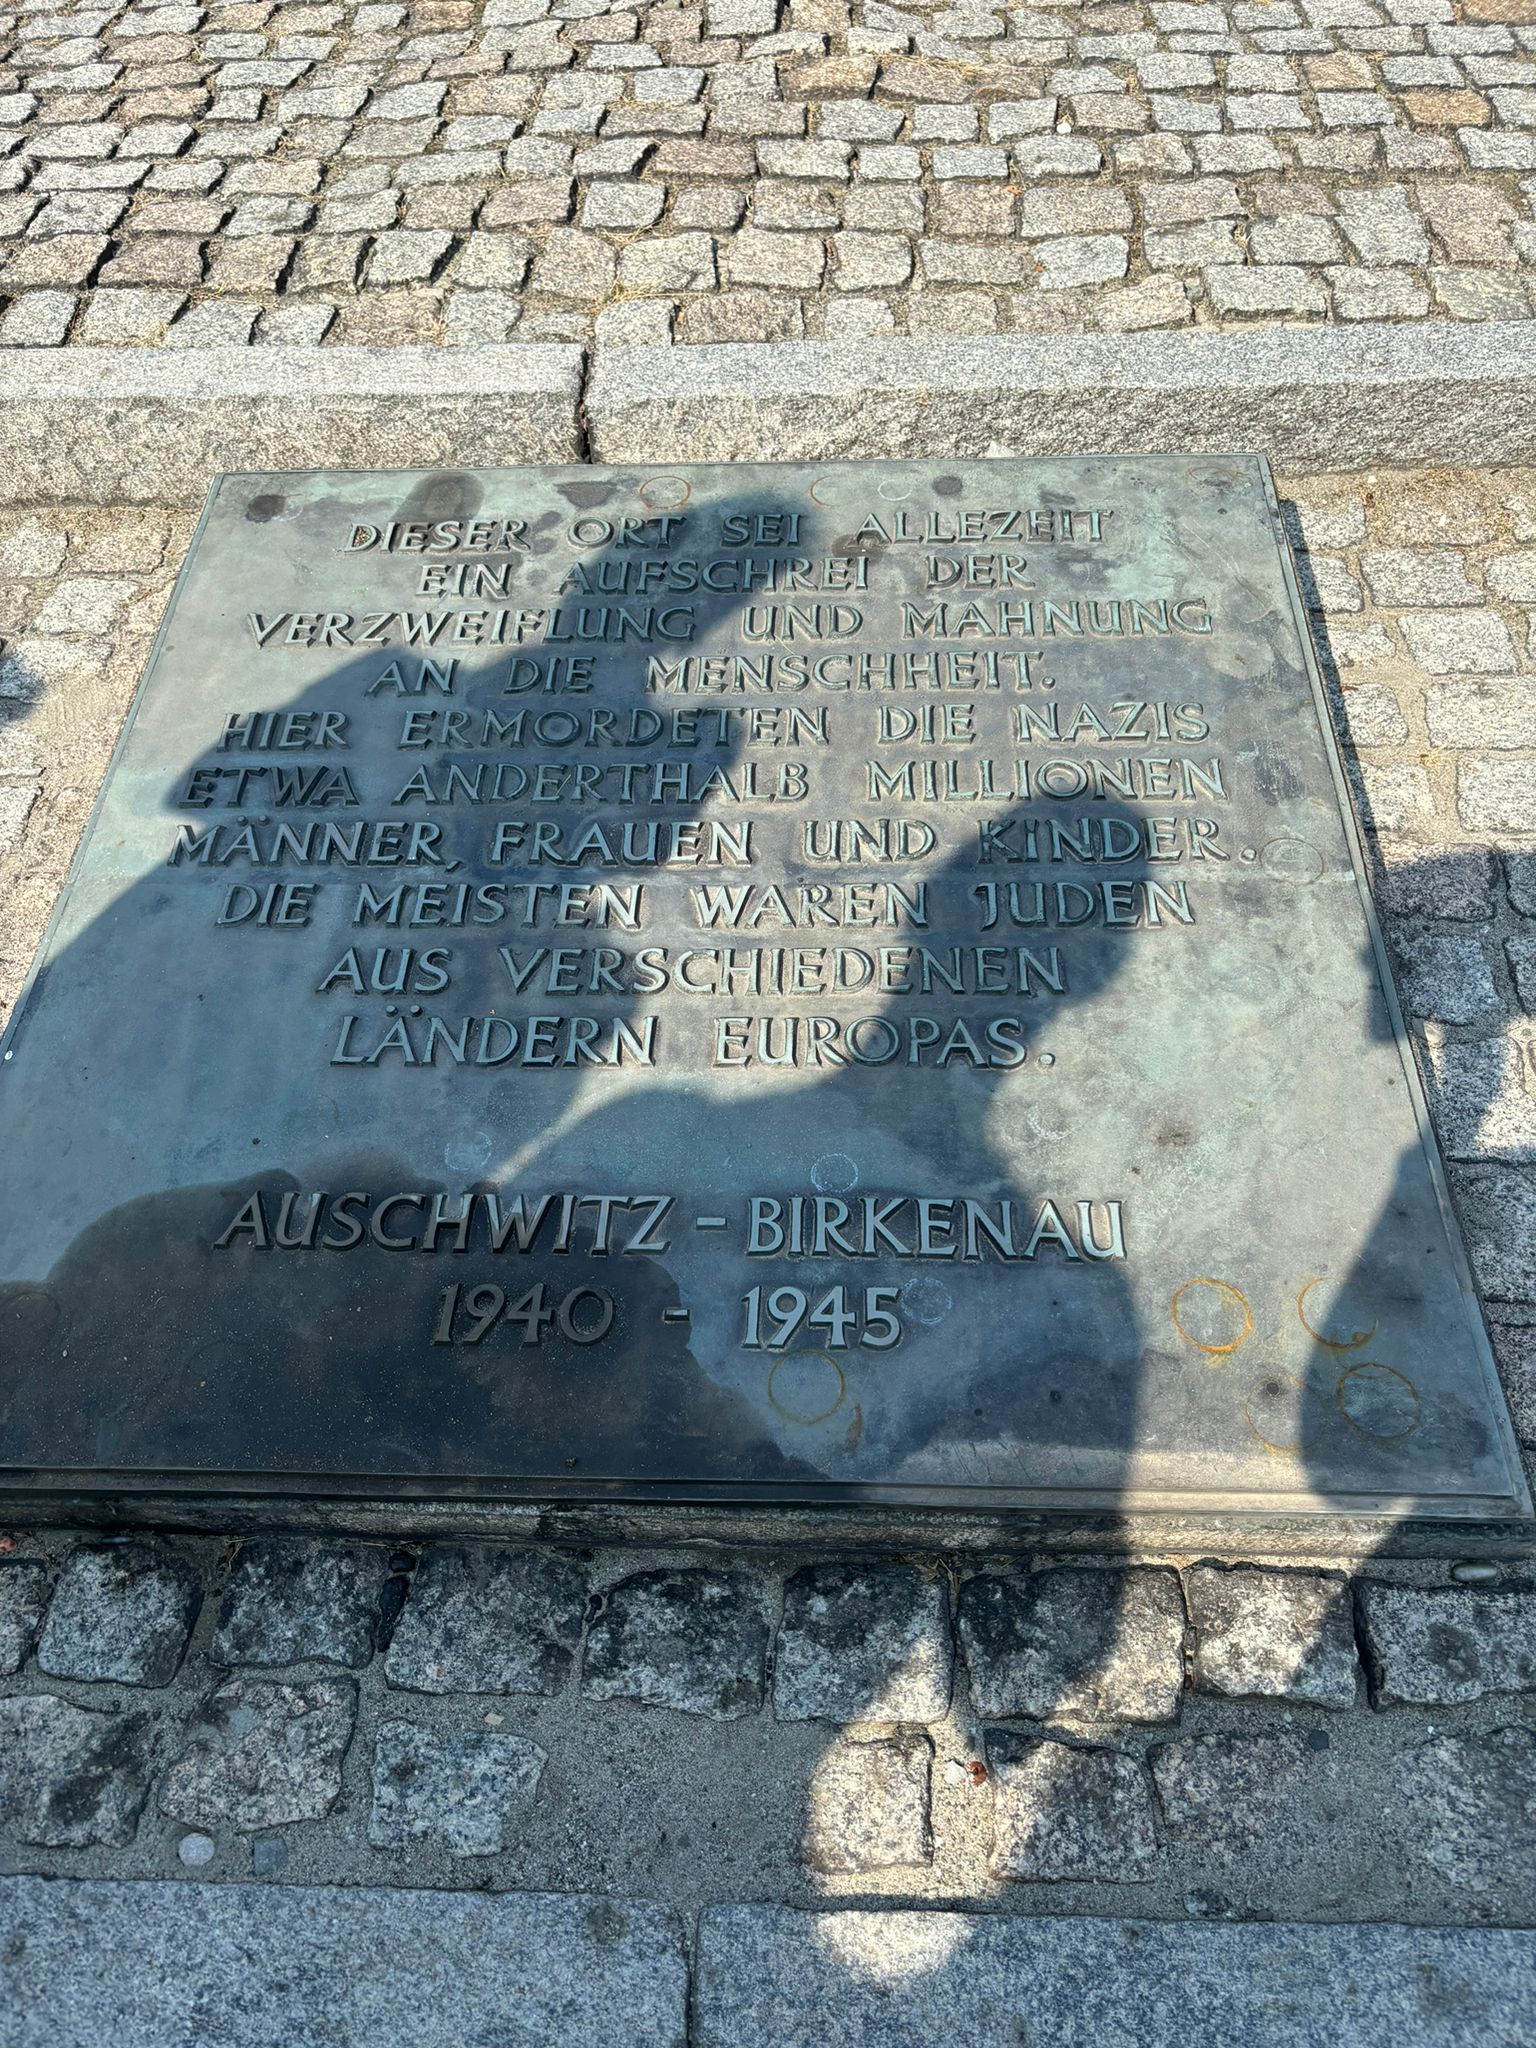 DIESER ORT SEI ALLEZEIT
EIN AUFSCHREI DER
VERZWEIFLUNG UND MAHNUNG
AN DIE MENSCHHEIT.
HIER ERMORDETEN DIE NAZIS
ETWA ANDERTHALB MILLIONEN
MÄNNER, FRAUEN UND KINDER.
DIE MEISTEN WAREN JUDEN
AUS VERSCHIEDENEN
LÄNDERN EUROPAS.
AUSCHWITZ - BIRKENAU
1940 - 1945